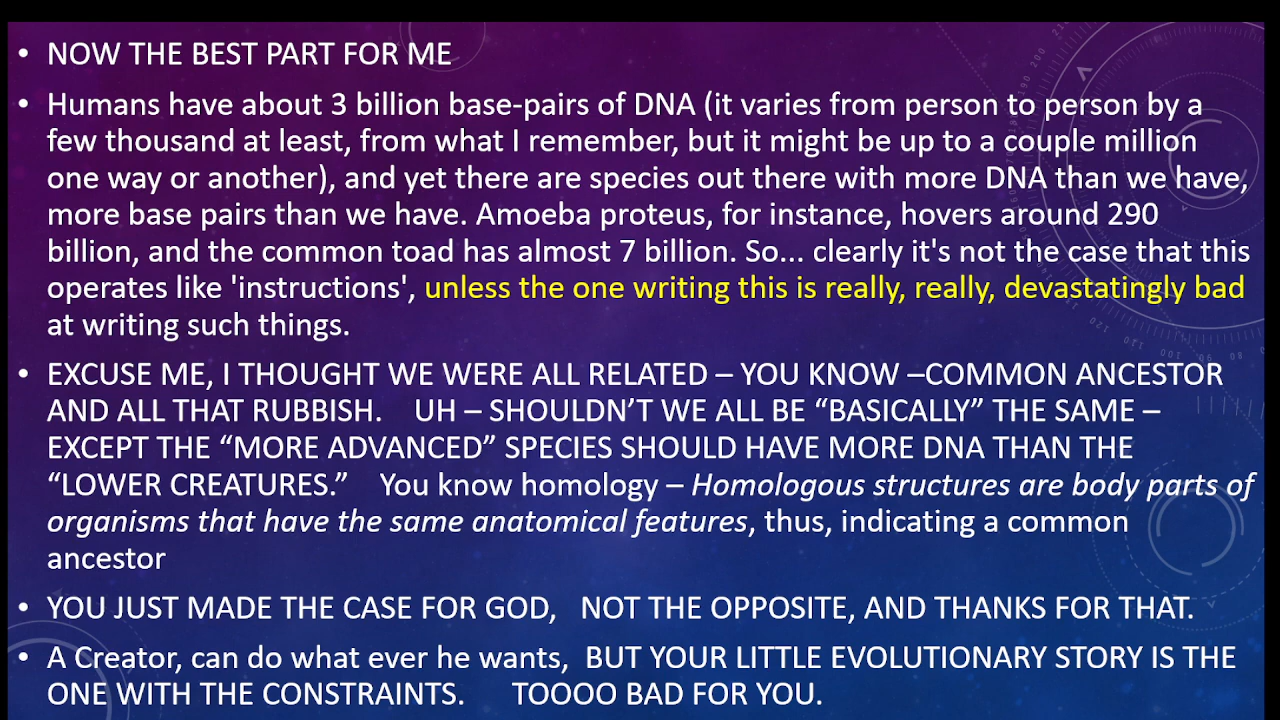 • NOW THE BEST PART FOR ME
• Humans have about 3 billion base-pairs of DNA (it varies from person to person by a
few thousand at least, from what I remember, but it might be up to a couple million
one way or another), and yet there are species out there with more DNA than we have,
more base pairs than we have. Amoeba proteus, for instance, hovers around 290
billion, and the common toad has almost 7 billion. So... clearly it's not the case that this
operates like 'instructions', unless the one writing this is really, really, devastatingly bad
at writing such things.
• EXCUSE ME, I THOUGHT WE WERE ALL RELATED – YOU KNOW –COMMON ANCESTOR
AND ALL THAT RUBBISH. UH – SHOULDN’T WE ALL BE “BASICALLY” THE SAME –
EXCEPT THE “MORE ADVANCED” SPECIES SHOULD HAVE MORE DNA THAN THE
“LOWER CREATURES.” You know homology – Homologous structures are body parts of
organisms that have the same anatomical features, thus, indicating a common
ancestor
• YOU JUST MADE THE CASE FOR GOD, NOT THE OPPOSITE, AND THANKS FOR THAT.
• A Creator, can do what ever he wants, BUT YOUR LITTLE EVOLUTIONARY STORY IS THE
ONE WITH THE CONSTRAINTS. TOOOO BAD FOR YOU.